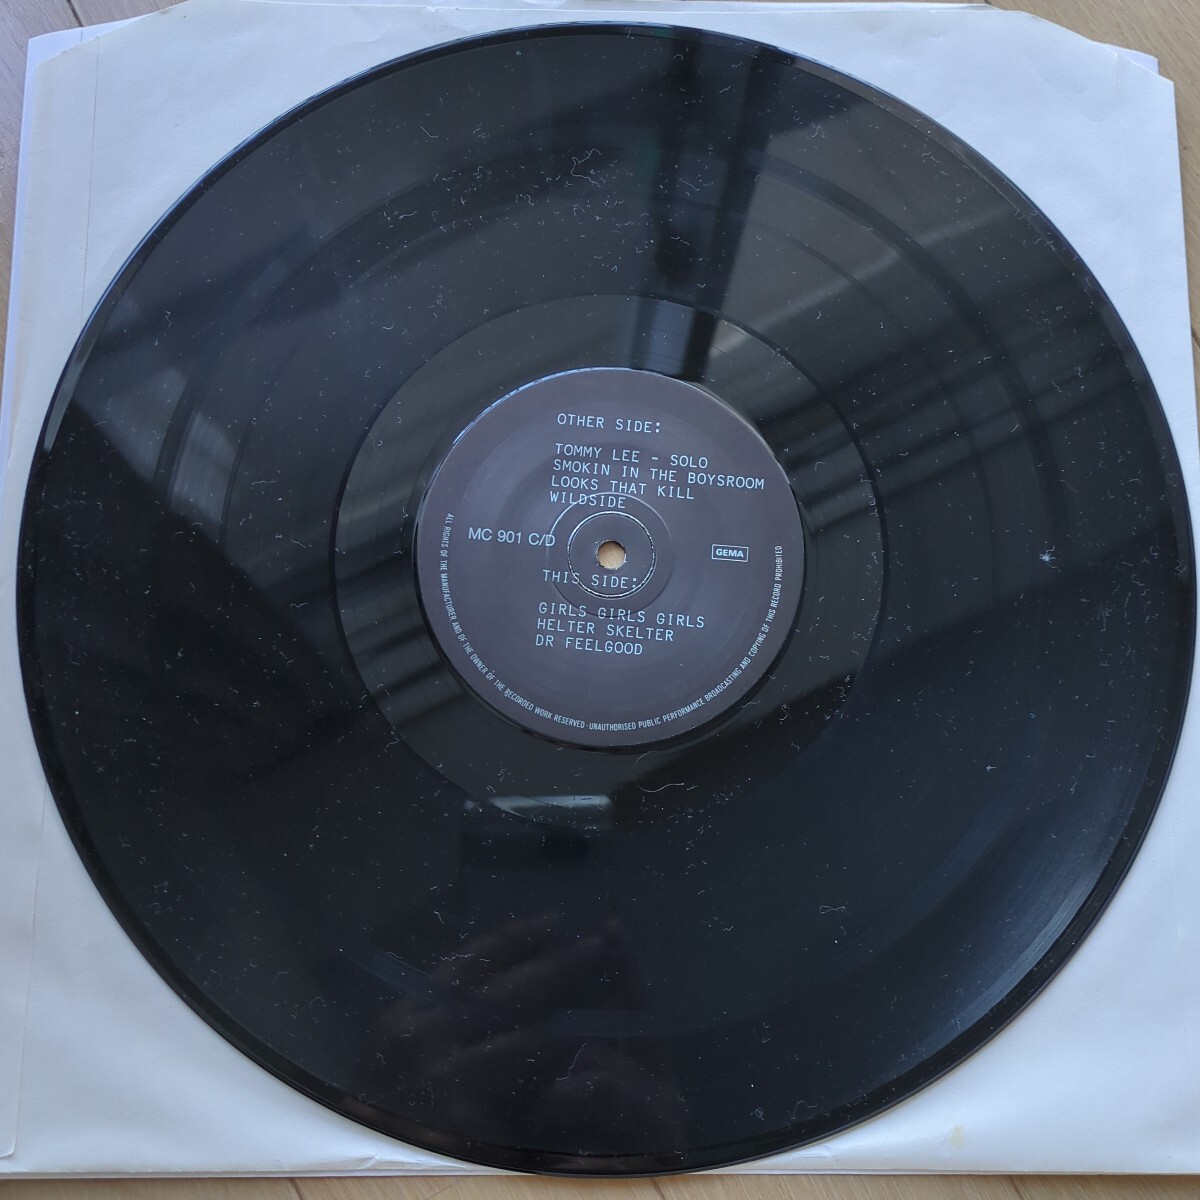 OTHER SIDE:
TOMMY LEE - SOLO
SMOKIN IN THE BOYSROOM
LOOKS THAT KILL
WILDSIDE
MC 901 C/D
GEMA
THIS SIDE:
GIRLS GIRLS GIRLS
HELTER SKELTER
DR FEELGOOD
ALL RIGHTS OF THE MANUFACTURER AND OF THE OWNER OF THE RECORDED WORK RESERVED · UNAUTHORISED PUBLIC PERFORMANCE BROADCASTING AND COPYING OF THIS RECORD PROHIBITED